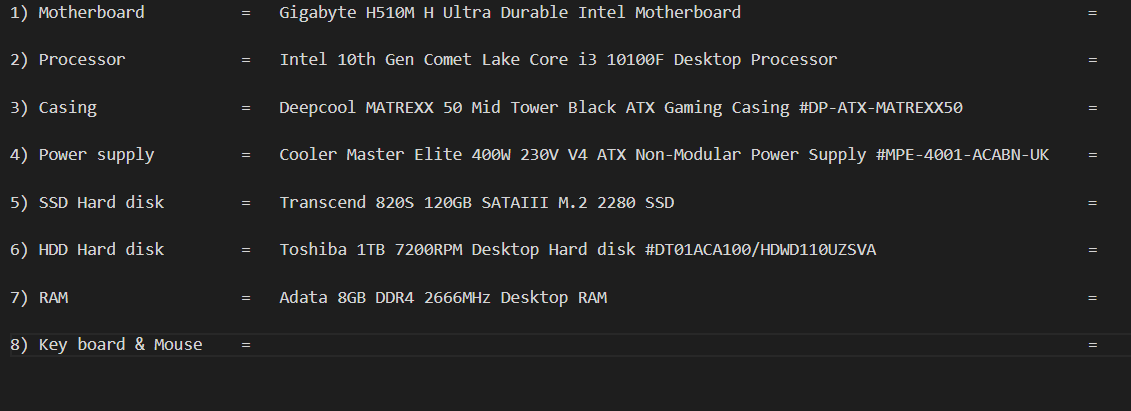 1) Motherboard = Gigabyte H510M H Ultra Durable Intel Motherboard =
2) Processor = Intel 10th Gen Comet Lake Core i3 10100F Desktop Processor =
3) Casing = Deepcool MATREXX 50 Mid Tower Black ATX Gaming Casing #DP-ATX-MATREXX50 =
4) Power supply = Cooler Master Elite 400W 230V V4 ATX Non-Modular Power Supply #MPE-4001-ACABN-UK =
5) SSD Hard disk = Transcend 820S 120GB SATAIII M.2 2280 SSD =
6) HDD Hard disk = Toshiba 1TB 7200RPM Desktop Hard disk #DT01ACA100/HDWD110UZSVA =
7) RAM = Adata 8GB DDR4 2666MHz Desktop RAM =
8) Key board & Mouse = =